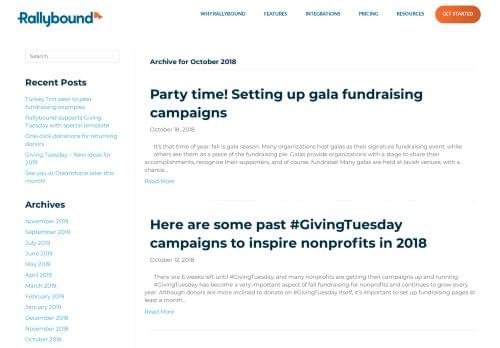 Rallybound
WHY RALLYBOUND
FEATURES
INTEGRATIONS
PRICING
RESOURCES
GET STARTED
Search
Recent Posts
Turkey Trot peer to peer
fundraising examples
Rallybound supports Giving
Tuesday with special template
One-click donations for returning
donors
Giving Tuesday – New ideas for
2019
See you at Dreamforce later this
month!
Archives
November 2019
September 2019
July 2019
June 2019
May 2019
April 2019
March 2019
February 2019
January 2019
December 2018
November 2018
October 2018
Archive for October 2018
Party time! Setting up gala fundraising
campaigns
October 18, 2018
It's that time of year, fall is gala season. Many organizations host galas as their signature fundraising event, while
others see them as a piece of the fundraising pie. Galas provide organizations with a stage to share their
accomplishments, recognize their supporters, and of course, fundraise! Many galas are held at lavish venues, with a
chance...
Read More
Here are some past #GivingTuesday
campaigns to inspire nonprofits in 2018
October 12, 2018
There are 6 weeks left until #GivingTuesday, and many nonprofits are getting their campaigns up and running.
#GivingTuesday has become a very important aspect of fall fundraising for nonprofits and continues to grow every
year. Although donors are more inclined to donate on #GivingTuesday itself, it's important to set up fundraising pages at
least a month...
Read More